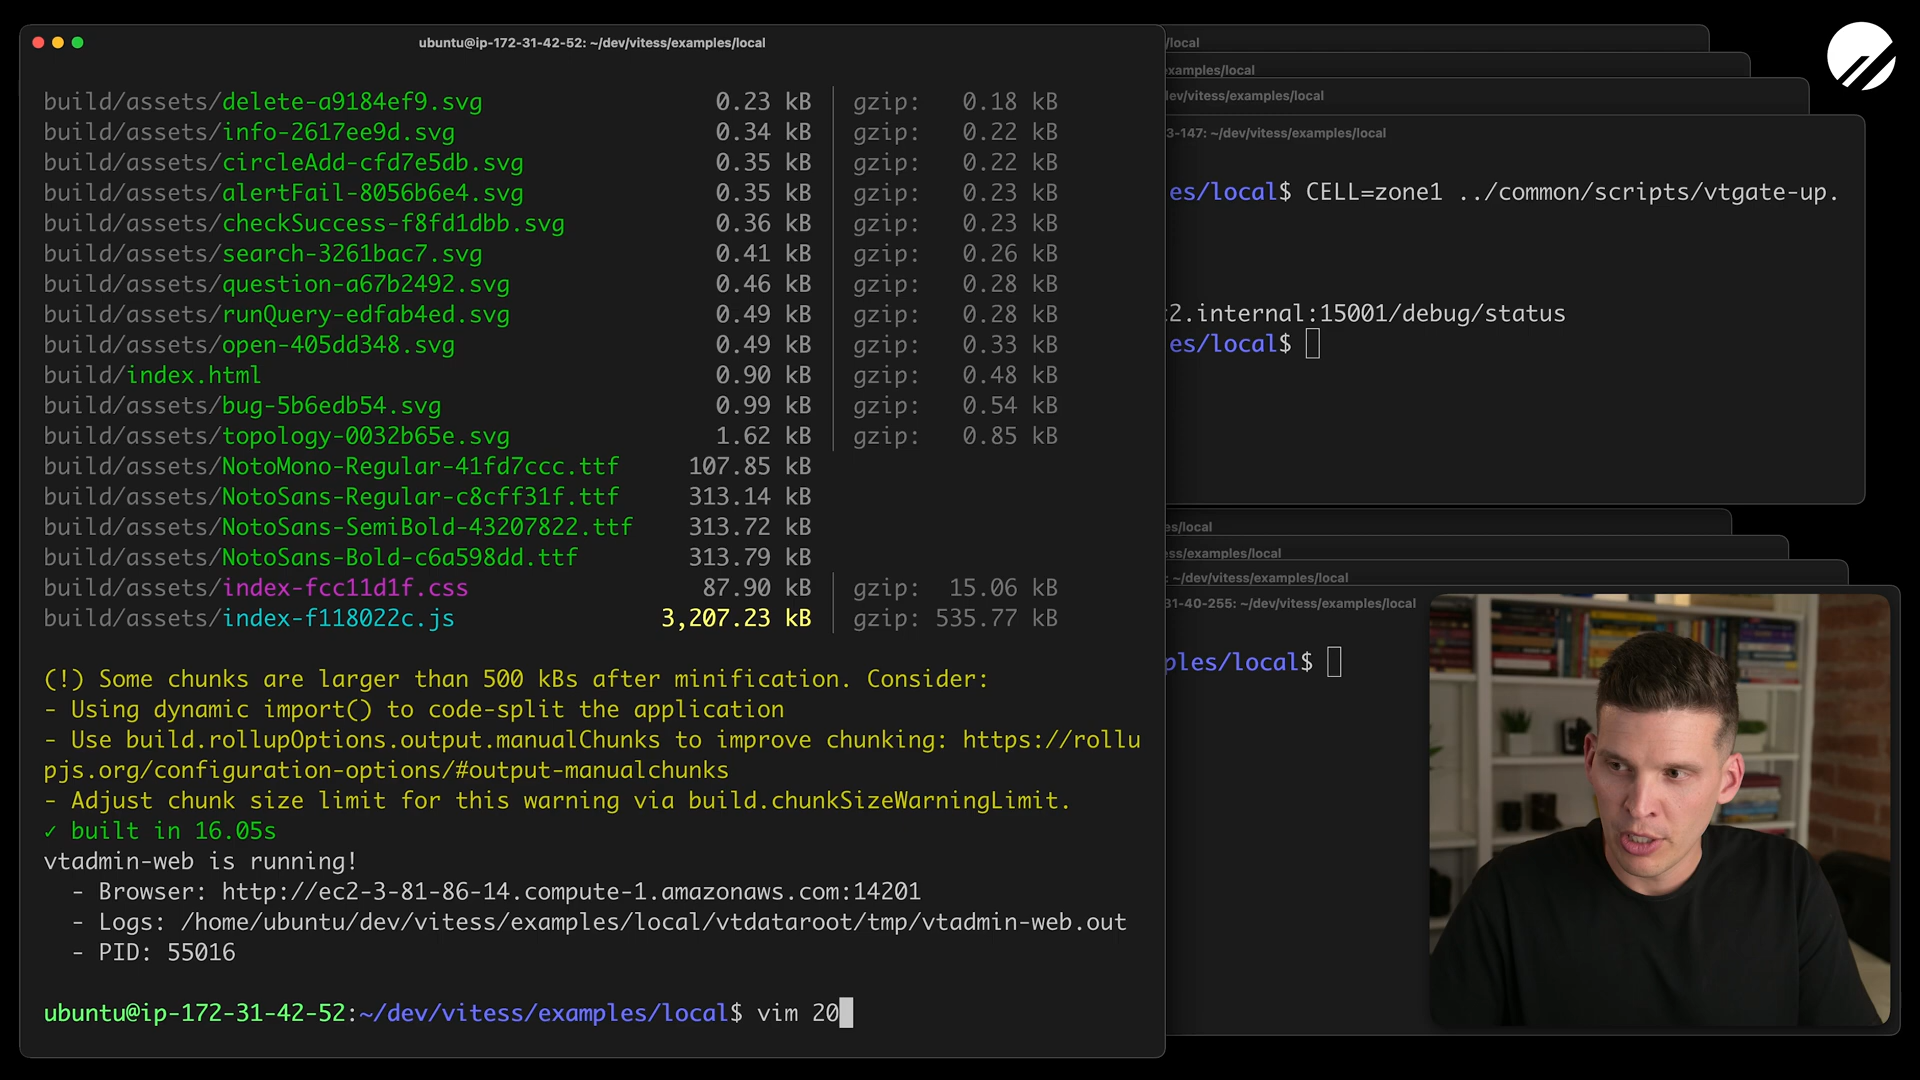 ubuntu@ip-172-31-42-52: ~/dev/vitess/examples/local
build/assets/delete-a9184ef9.svg 0.23 kB │ gzip: 0.18 kB
build/assets/info-2617ee9d.svg 0.34 kB │ gzip: 0.22 kB
build/assets/circleAdd-cfd7e5db.svg 0.35 kB │ gzip: 0.22 kB
build/assets/alertFail-8056b6e4.svg 0.35 kB │ gzip: 0.23 kB
build/assets/checkSuccess-f8fd1dbb.svg 0.36 kB │ gzip: 0.23 kB
build/assets/search-3261bac7.svg 0.41 kB │ gzip: 0.26 kB
build/assets/question-a67b2492.svg 0.46 kB │ gzip: 0.28 kB
build/assets/runQuery-edfab4ed.svg 0.49 kB │ gzip: 0.28 kB
build/assets/open-405dd348.svg 0.49 kB │ gzip: 0.33 kB
build/index.html 0.90 kB │ gzip: 0.48 kB
build/assets/bug-5b6edb54.svg 0.99 kB │ gzip: 0.54 kB
build/assets/topology-0032b65e.svg 1.62 kB │ gzip: 0.85 kB
build/assets/NotoMono-Regular-41fd7ccc.ttf 107.85 kB
build/assets/NotoSans-Regular-c8cff31f.ttf 313.14 kB
build/assets/NotoSans-SemiBold-43207822.ttf 313.72 kB
build/assets/NotoSans-Bold-c6a598dd.ttf 313.79 kB
build/assets/index-fcc11d1f.css 87.90 kB │ gzip: 15.06 kB
build/assets/index-f118022c.js 3,207.23 kB │ gzip: 535.77 kB
(!) Some chunks are larger than 500 kBs after minification. Consider:
- Using dynamic import() to code-split the application
- Use build.rollupOptions.output.manualChunks to improve chunking: https://rollu
pjs.org/configuration-options/#output-manualchunks
- Adjust chunk size limit for this warning via build.chunkSizeWarningLimit.
✓ built in 16.05s
vtadmin-web is running!
- Browser: http://ec2-3-81-86-14.compute-1.amazonaws.com:14201
- Logs: /home/ubuntu/dev/vitess/examples/local/vtdataroot/tmp/vtadmin-web.out
- PID: 55016
ubuntu@ip-172-31-42-52:~/dev/vitess/examples/local$ vim 20
/local
examples/local
lev/vitess/examples/local
3-147: ~/dev/vitess/examples/local
es/local$ CELL=zone1 ../common/scripts/vtgate-up.
2.internal:15001/debug/status
es/local$
es/local
ss/examples/local
: ~/dev/vitess/examples/local
31-40-255: ~/dev/vitess/examples/local
ples/local$